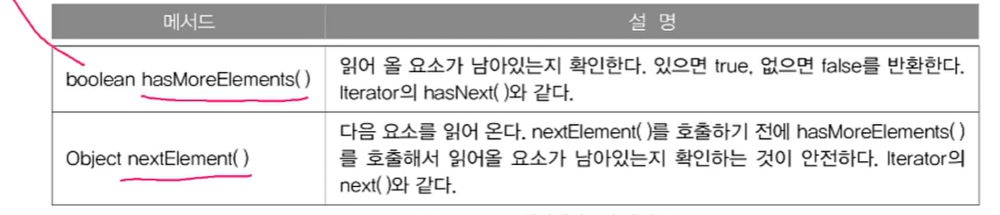 메서드 설 명
boolean hasMoreElements( ) 읽어 올 요소가 남아있는지 확인한다. 있으면 true, 없으면 false를 반환한다.
Iterator의 hasNext( )와 같다.
Object nextElement( ) 다음 요소를 읽어 온다. nextElement( )를 호출하기 전에 hasMoreElements( )
를 호출해서 읽어올 요소가 남아있는지 확인하는 것이 안전하다. Iterator의
next( )와 같다.